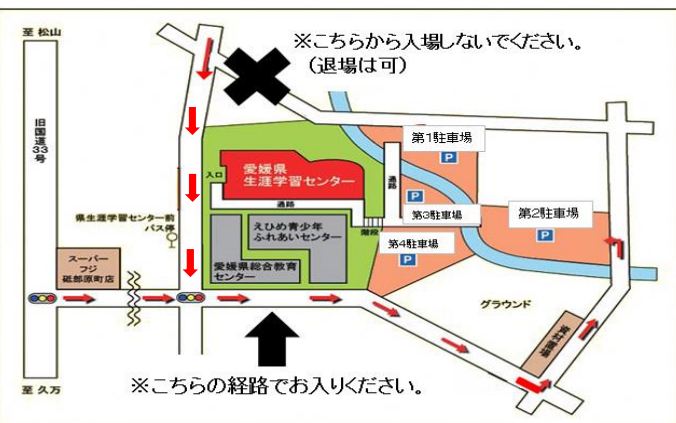 至 松山
※こちらから入場しないでください。
（退場は可）
旧国道33号
第1駐車場
P
愛媛県
生涯学習センター
入口
通路
通路
P
第3駐車場
第2駐車場
P
県生涯学習センター前
バス停
えひめ青少年
ふれあいセンター
階段
第4駐車場
P
スーパー
フジ
砥部原町店
愛媛県総合教育
センター
グラウンド
資材置場
至 久万
※こちらの経路でお入りください。